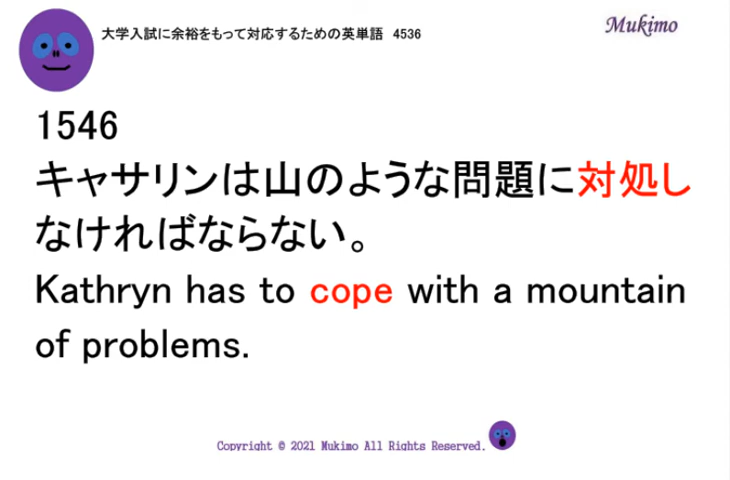 大学入試に余裕をもって対応するための英単語 4536
Mukimo
1546
キャサリンは山のような問題に対処し
なければならない。
Kathryn has to cope with a mountain
of problems.
Copyright © 2021 Mukimo All Rights Reserved.